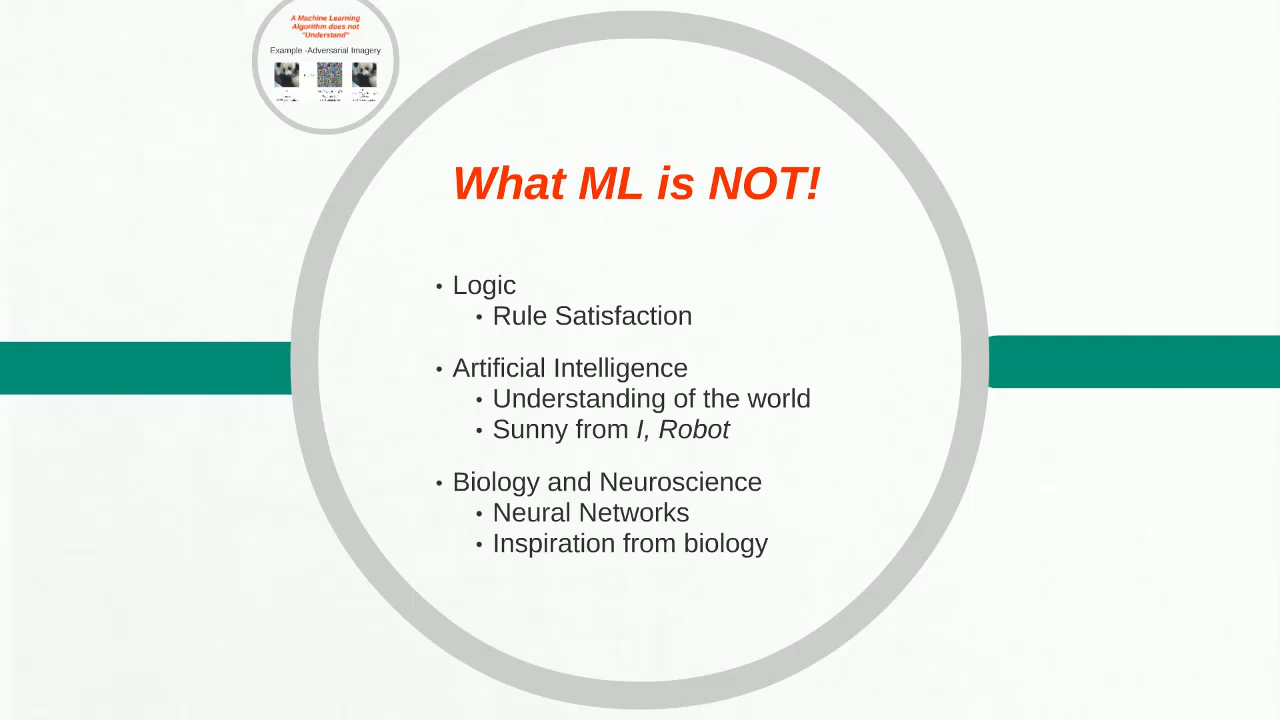 A Machine Learning
Algorithm does not
"Understand"
Example -Adversarial Imagery
What ML is NOT!
• Logic
• Rule Satisfaction
• Artificial Intelligence
• Understanding of the world
• Sunny from I, Robot
• Biology and Neuroscience
• Neural Networks
• Inspiration from biology